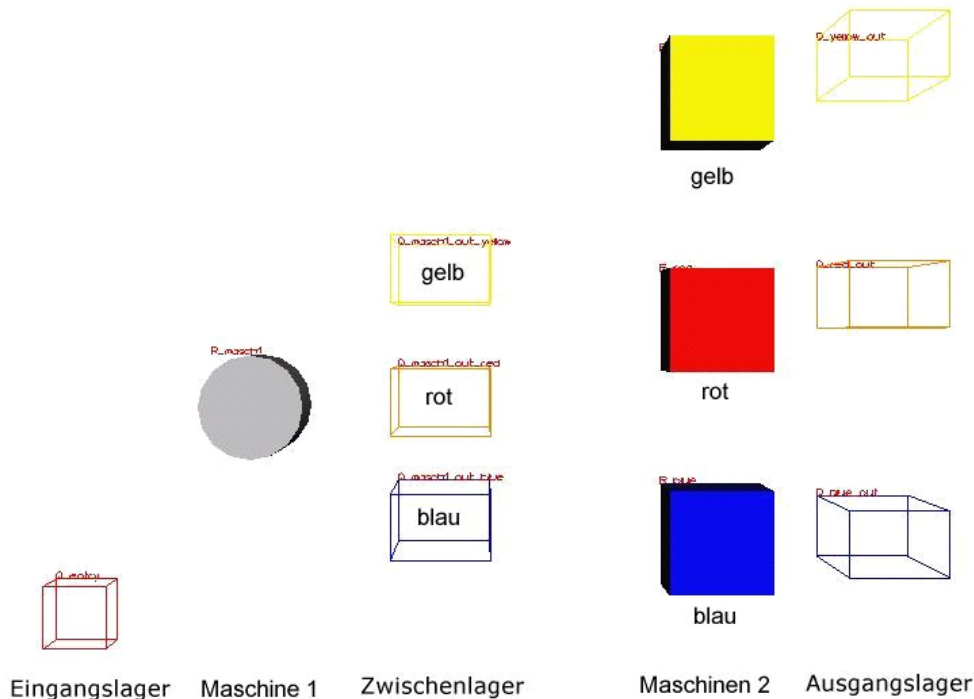 Q_yellow_out
gelb
Q_masch1_out_yellow
gelb
Q_red_out
R_masch1
Q_masch1_out_red
rot
rot
Q_masch1_out_blue
blau
R_blue
Q_blue_out
blau
Q_entry
Eingangslager Maschine 1 Zwischenlager Maschinen 2 Ausgangslager